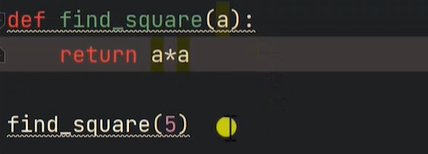 def find_square(a):
    return a*a
find_square(5)